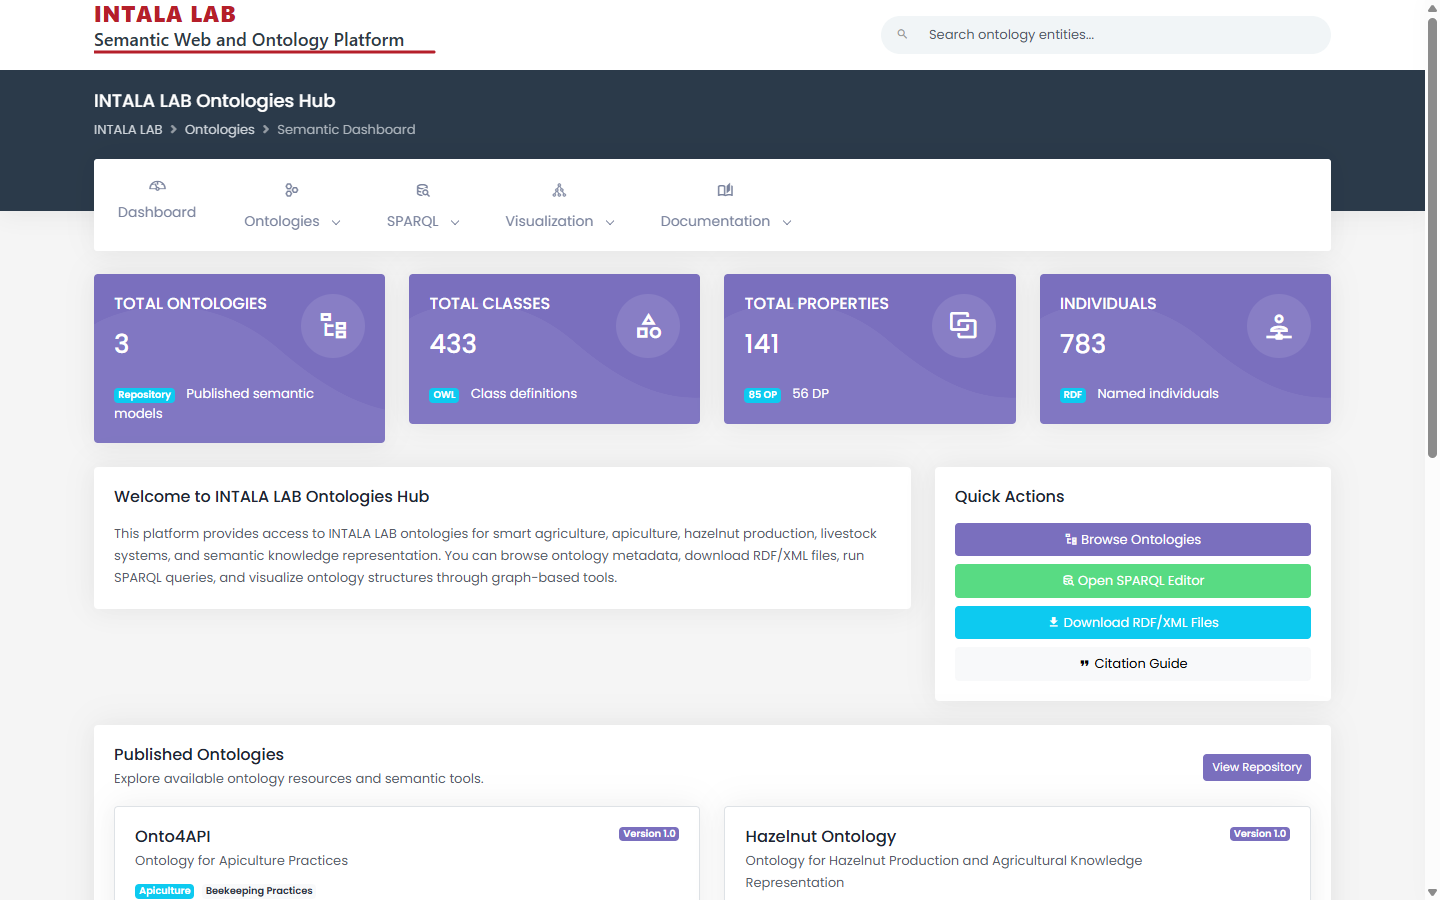 INTALA LAB
Semantic Web and Ontology Platform
Search ontology entities...
INTALA LAB Ontologies Hub
INTALA LAB Ontologies Semantic Dashboard
Dashboard
Ontologies
SPARQL
Visualization
Documentation
TOTAL ONTOLOGIES
3
Repository Published semantic
models
TOTAL CLASSES
433
OWL Class definitions
TOTAL PROPERTIES
141
85 OP 56 DP
INDIVIDUALS
783
RDF Named individuals
Welcome to INTALA LAB Ontologies Hub
This platform provides access to INTALA LAB ontologies for smart agriculture, apiculture, hazelnut production, livestock
systems, and semantic knowledge representation. You can browse ontology metadata, download RDF/XML files, run
SPARQL queries, and visualize ontology structures through graph-based tools.
Quick Actions
Browse Ontologies
Open SPARQL Editor
Download RDF/XML Files
Citation Guide
Published Ontologies
Explore available ontology resources and semantic tools.
View Repository
Onto4API
Version 1.0
Ontology for Apiculture Practices
Apiculture Beekeeping Practices
Hazelnut Ontology
Version 1.0
Ontology for Hazelnut Production and Agricultural Knowledge
Representation